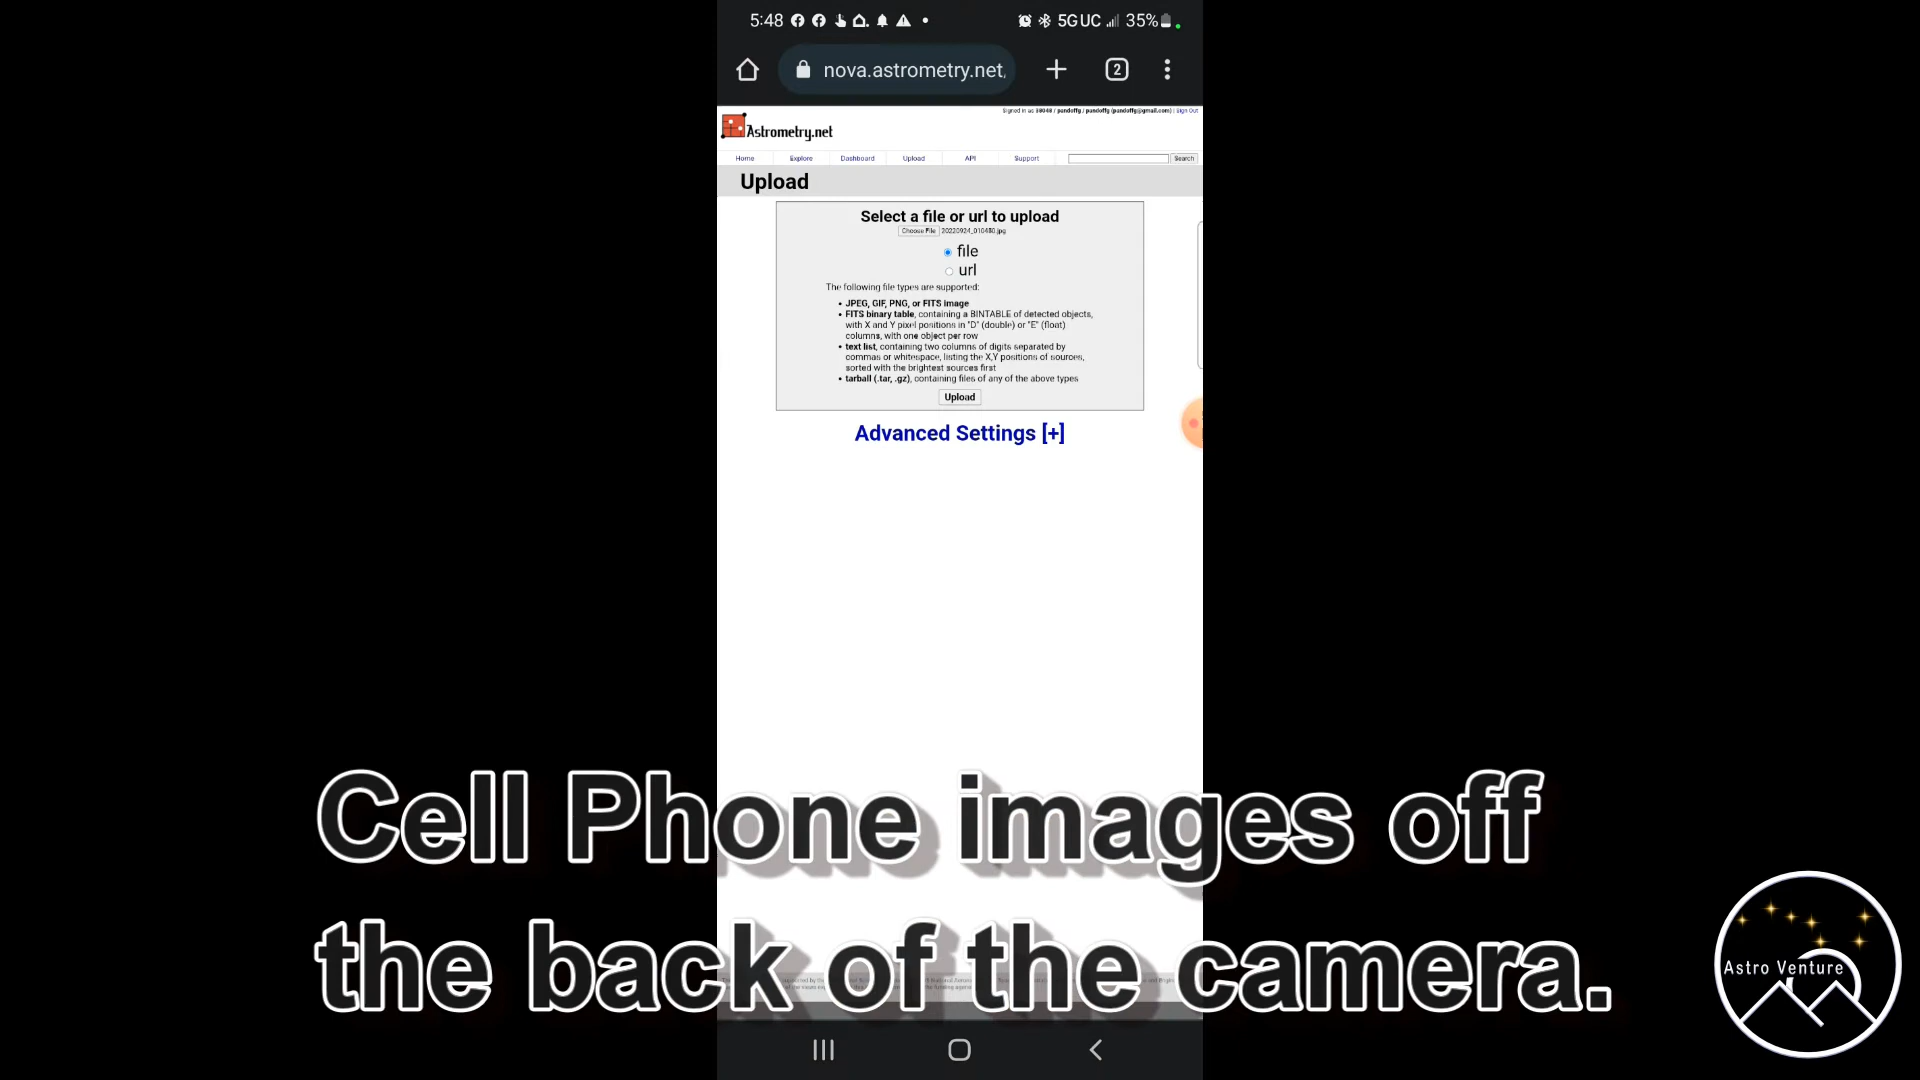 5:48
5G UC 35%
nova.astrometry.net,
2
Astrometry.net
Home Explore Dashboard Upload API Support Search
Upload
Select a file or url to upload
Choose File
file
url
The following file types are supported:
• JPEG, GIF, PNG, or FITS image
• FITS binary table, containing a BINTABLE of detected objects,
with X and Y pixel positions in "D" (double) or "E" (float)
columns, with one object per row
• text list, containing two columns of digits separated by
commas or whitespace, listing the X,Y positions of sources,
sorted with the brightest sources first
• tarball (.tar, .gz), containing files of any of the above types
Upload
Advanced Settings [+]
Cell Phone images off
the back of the camera.
Astro Venture